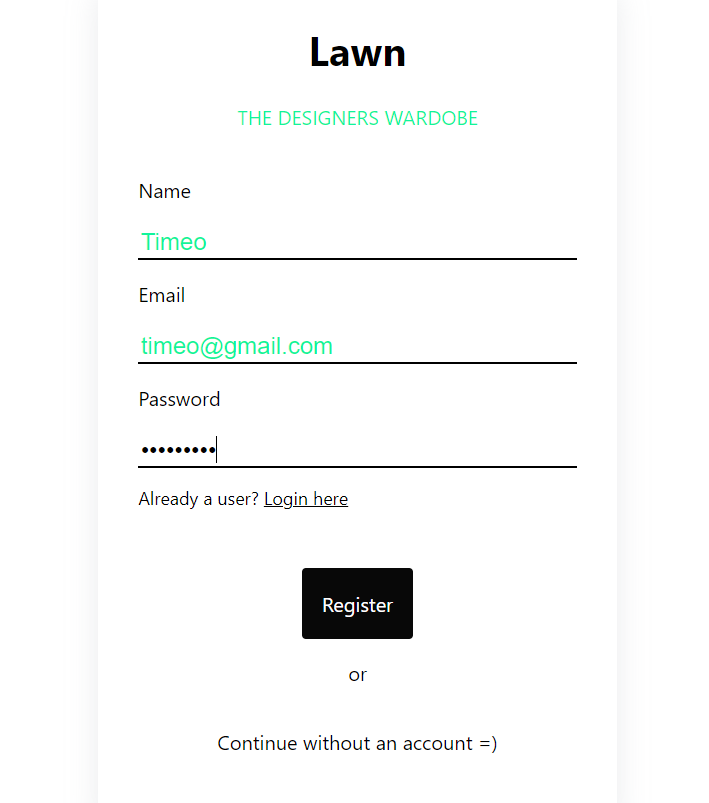 Lawn
THE DESIGNERS WARDOBE
Name
Timeo
Email
timeo@gmail.com
Password
•••••••••
Already a user? Login here
Register
or
Continue without an account =)